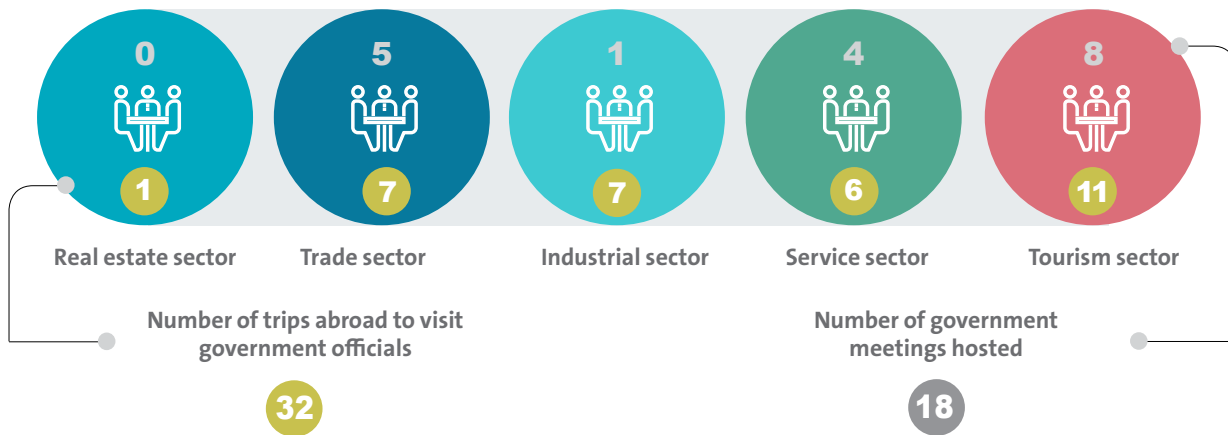 0 5 1 4 8
1 7 7 6 11
Real estate sector Trade sector Industrial sector Service sector Tourism sector
Number of trips abroad to visit
government officials
32
Number of government
meetings hosted
18